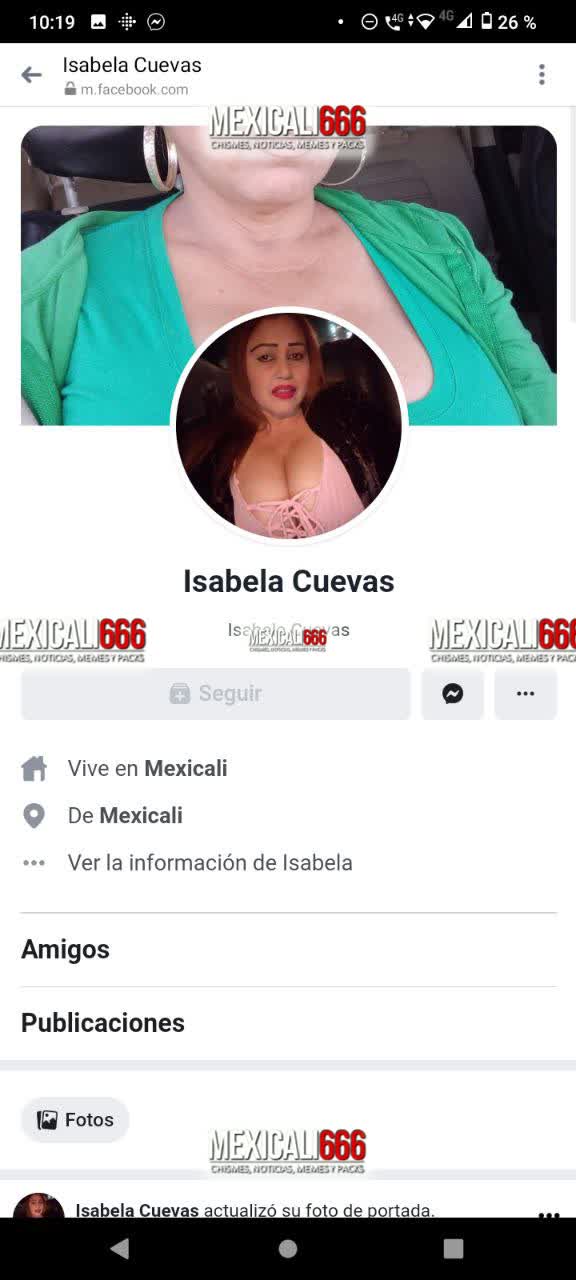 10:19 4G 4G 26 %
Isabela Cuevas
m.facebook.com
MEXICALI666
CHISMES, NOTICIAS, MEMES Y PACKS
Isabela Cuevas
MEXICALI666 Isabela Cuevas MEXICALI666 MEXICALI666
CHISMES, NOTICIAS, MEMES Y PACKS CHISMES, NOTICIAS, MEMES Y PACKS CHISMES, NOTICIAS, MEMES Y PACKS
Seguir
Vive en Mexicali
De Mexicali
Ver la información de Isabela
Amigos
Publicaciones
Fotos
MEXICALI666
CHISMES, NOTICIAS, MEMES Y PACKS
Isabela Cuevas actualizó su foto de portada.